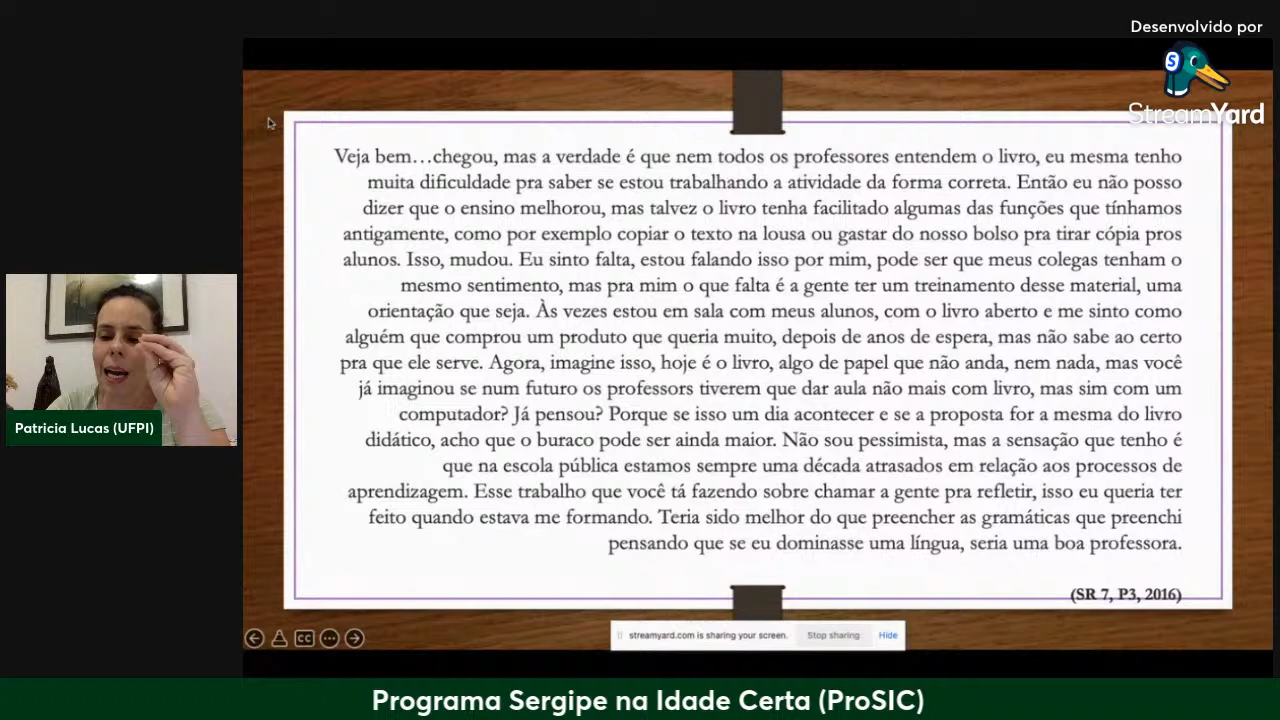 Desenvolvido por
StreamYard
Veja bem…chegou, mas a verdade é que nem todos os professores entendem o livro, eu mesma tenho
muita dificuldade pra saber se estou trabalhando a atividade da forma correta. Então eu não posso
dizer que o ensino melhorou, mas talvez o livro tenha facilitado algumas das funções que tínhamos
antigamente, como por exemplo copiar o texto na lousa ou gastar do nosso bolso pra tirar cópia pros
alunos. Isso, mudou. Eu sinto falta, estou falando isso por mim, pode ser que meus colegas tenham o
mesmo sentimento, mas pra mim o que falta é a gente ter um treinamento desse material, uma
orientação que seja. Às vezes estou em sala com meus alunos, com o livro aberto e me sinto como
alguém que comprou um produto que queria muito, depois de anos de espera, mas não sabe ao certo
pra que ele serve. Agora, imagine isso, hoje é o livro, algo de papel que não anda, nem nada, mas você
já imaginou se num futuro os professors tiverem que dar aula não mais com livro, mas sim com um
computador? Já pensou? Porque se isso um dia acontecer e se a proposta for a mesma do livro
didático, acho que o buraco pode ser ainda maior. Não sou pessimista, mas a sensação que tenho é
que na escola pública estamos sempre uma década atrasados em relação aos processos de
aprendizagem. Esse trabalho que você tá fazendo sobre chamar a gente pra refletir, isso eu queria ter
feito quando estava me formando. Teria sido melhor do que preencher as gramáticas que preenchi
pensando que se eu dominasse uma língua, seria uma boa professora.
(SR 7, P3, 2016)
Patricia Lucas (UFPI)
CC
streamyard.com is sharing your screen. Stop sharing Hide
Programa Sergipe na Idade Certa (ProSIC)